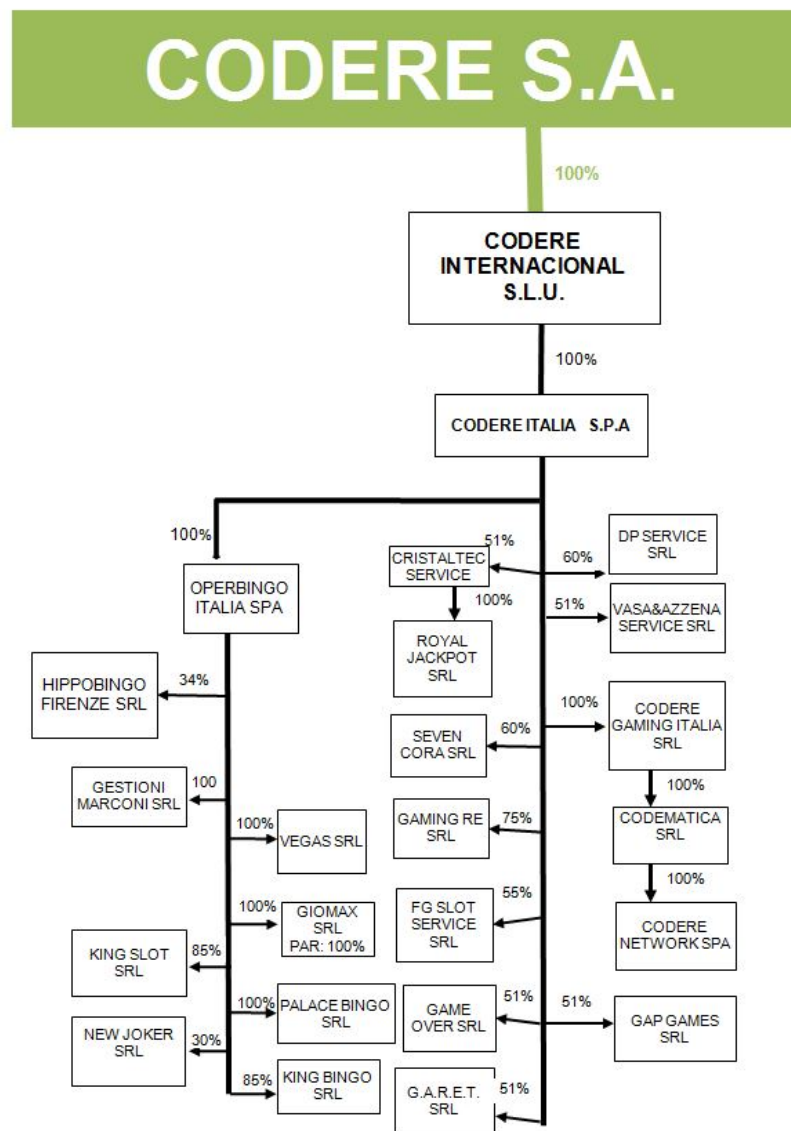 CODERE S.A.
100%
CODERE
INTERNACIONAL
S.L.U.
100%
CODERE ITALIA S.P.A
100%
OPERBINGO
ITALIA SPA
34%
HIPPOBINGO
FIRENZE SRL
100
GESTIONI
MARCONI SRL
100%
VEGAS SRL
100%
GIOMAX
SRL
PAR: 100%
85%
KING SLOT
SRL
100%
PALACE BINGO
SRL
30%
NEW JOKER
SRL
85%
KING BINGO
SRL
51%
CRISTALTEC
SERVICE
100%
ROYAL
JACKPOT
SRL
60%
DP SERVICE
SRL
51%
VASA&AZZENA
SERVICE SRL
60%
SEVEN
CORA SRL
100%
CODERE
GAMING ITALIA
SRL
100%
CODEMATICA
SRL
100%
CODERE
NETWORK SPA
75%
GAMING RE
SRL
55%
FG SLOT
SERVICE
SRL
51%
GAME
OVER SRL
51%
GAP GAMES
SRL
51%
G.A.R.E.T.
SRL